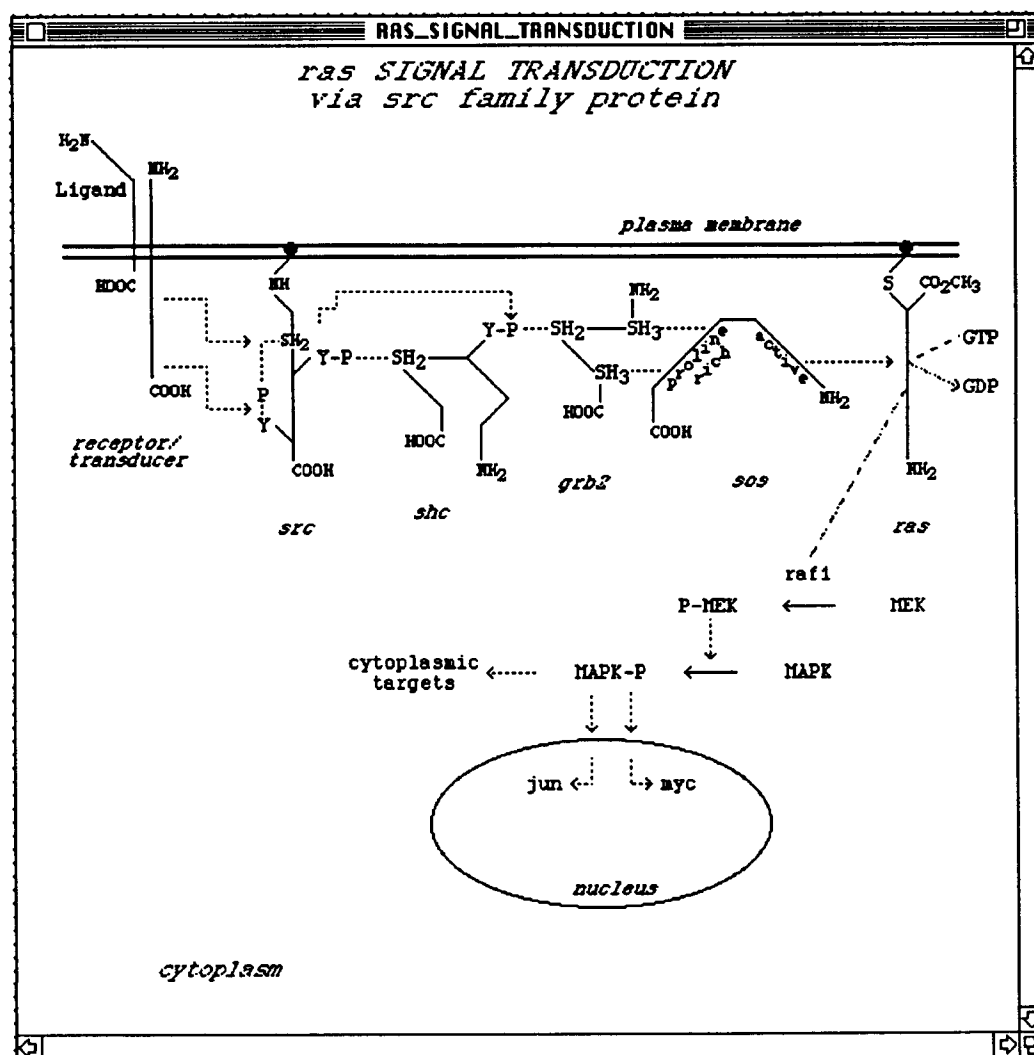 RAS_SIGNAL_TRANSDUCTION
ras SIGNAL TRANSDUCTION
via src family protein
H₂N
NH₂
Ligand
plasma membrane
HOOC
NH
S
CO₂CH₃
NH₂
SH₂
Y-P
SH₂
Y-P
SH₂
SH₃
proline
rich
active
GTP
P
SH₃
GDP
COOH
HOOC
NH₂
Y
HOOC
COOH
receptor/
transducer
COOH
NH₂
NH₂
src
shc
grb2
sos
ras
raf1
P-MEK
MEK
cytoplasmic
targets
MAPK-P
MAPK
jun
myc
nucleus
cytoplasm